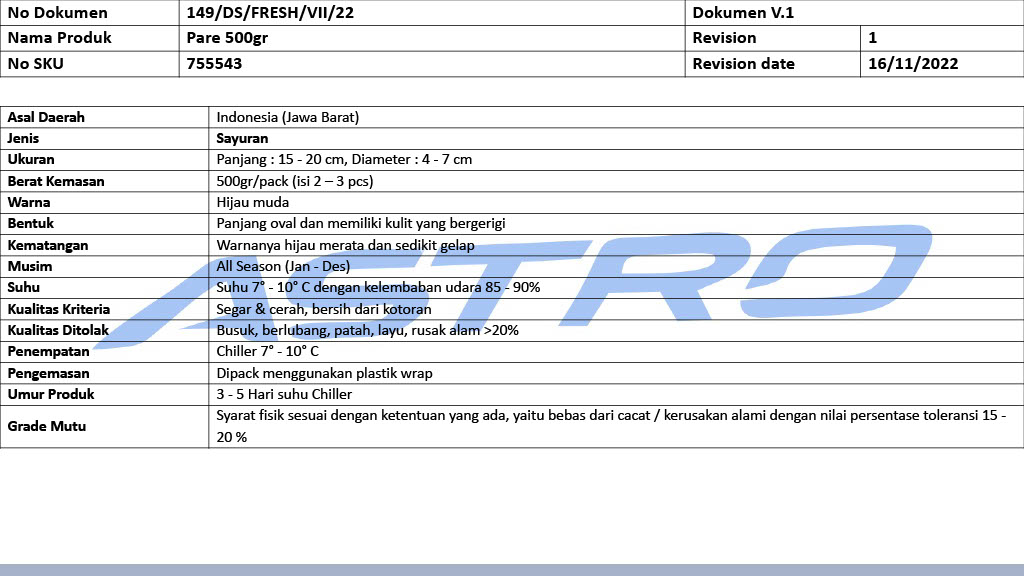 No Dokumen 149/DS/FRESH/VII/22 Dokumen V.1
Nama Produk Pare 500gr Revision 1
No SKU 755543 Revision date 16/11/2022
Asal Daerah Indonesia (Jawa Barat)
Jenis Sayuran
Ukuran Panjang : 15 - 20 cm, Diameter : 4 - 7 cm
Berat Kemasan 500gr/pack (isi 2 – 3 pcs)
Warna Hijau muda
Bentuk Panjang oval dan memiliki kulit yang bergerigi
Kematangan Warnanya hijau merata dan sedikit gelap
Musim All Season (Jan - Des)
Suhu Suhu 7° - 10° C dengan kelembaban udara 85 - 90%
Kualitas Kriteria Segar & cerah, bersih dari kotoran
Kualitas Ditolak Busuk, berlubang, patah, layu, rusak alam >20%
Penempatan Chiller 7° - 10° C
Pengemasan Dipack menggunakan plastik wrap
Umur Produk 3 - 5 Hari suhu Chiller
Grade Mutu Syarat fisik sesuai dengan ketentuan yang ada, yaitu bebas dari cacat / kerusakan alami dengan nilai persentase toleransi 15 -
20 %
ASTRO